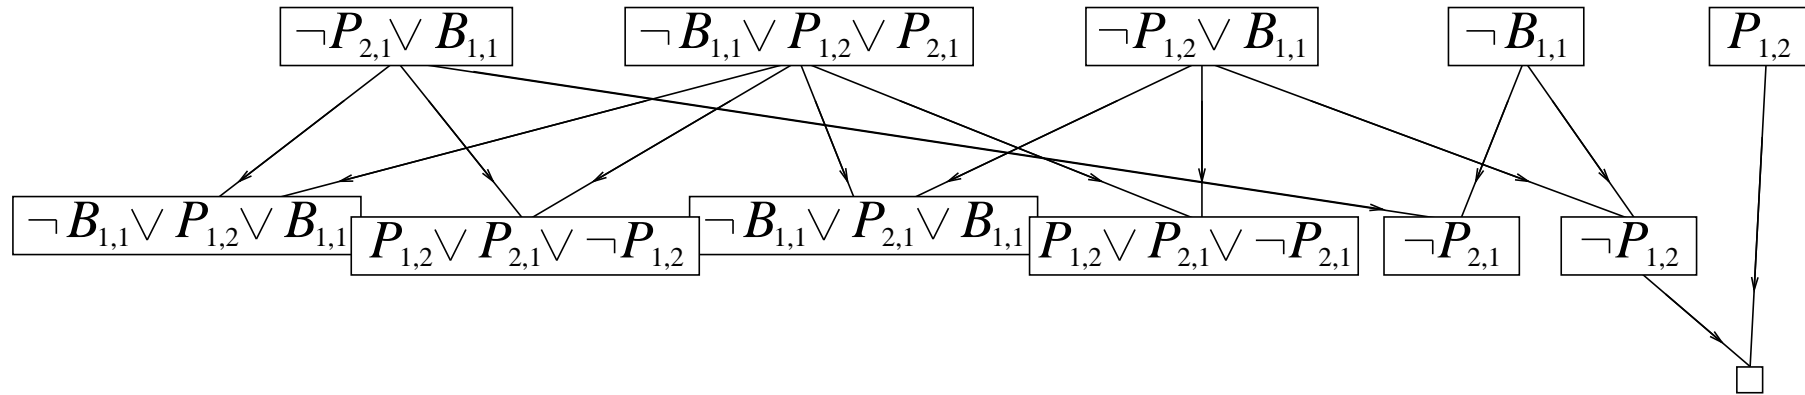 ¬P₂,₁ ∨ B₁,₁
¬B₁,₁ ∨ P₁,₂ ∨ P₂,₁
¬P₁,₂ ∨ B₁,₁
¬B₁,₁
P₁,₂
¬B₁,₁ ∨ P₁,₂ ∨ B₁,₁
P₁,₂ ∨ P₂,₁ ∨ ¬P₁,₂
¬B₁,₁ ∨ P₂,₁ ∨ B₁,₁
P₁,₂ ∨ P₂,₁ ∨ ¬P₂,₁
¬P₂,₁
¬P₁,₂